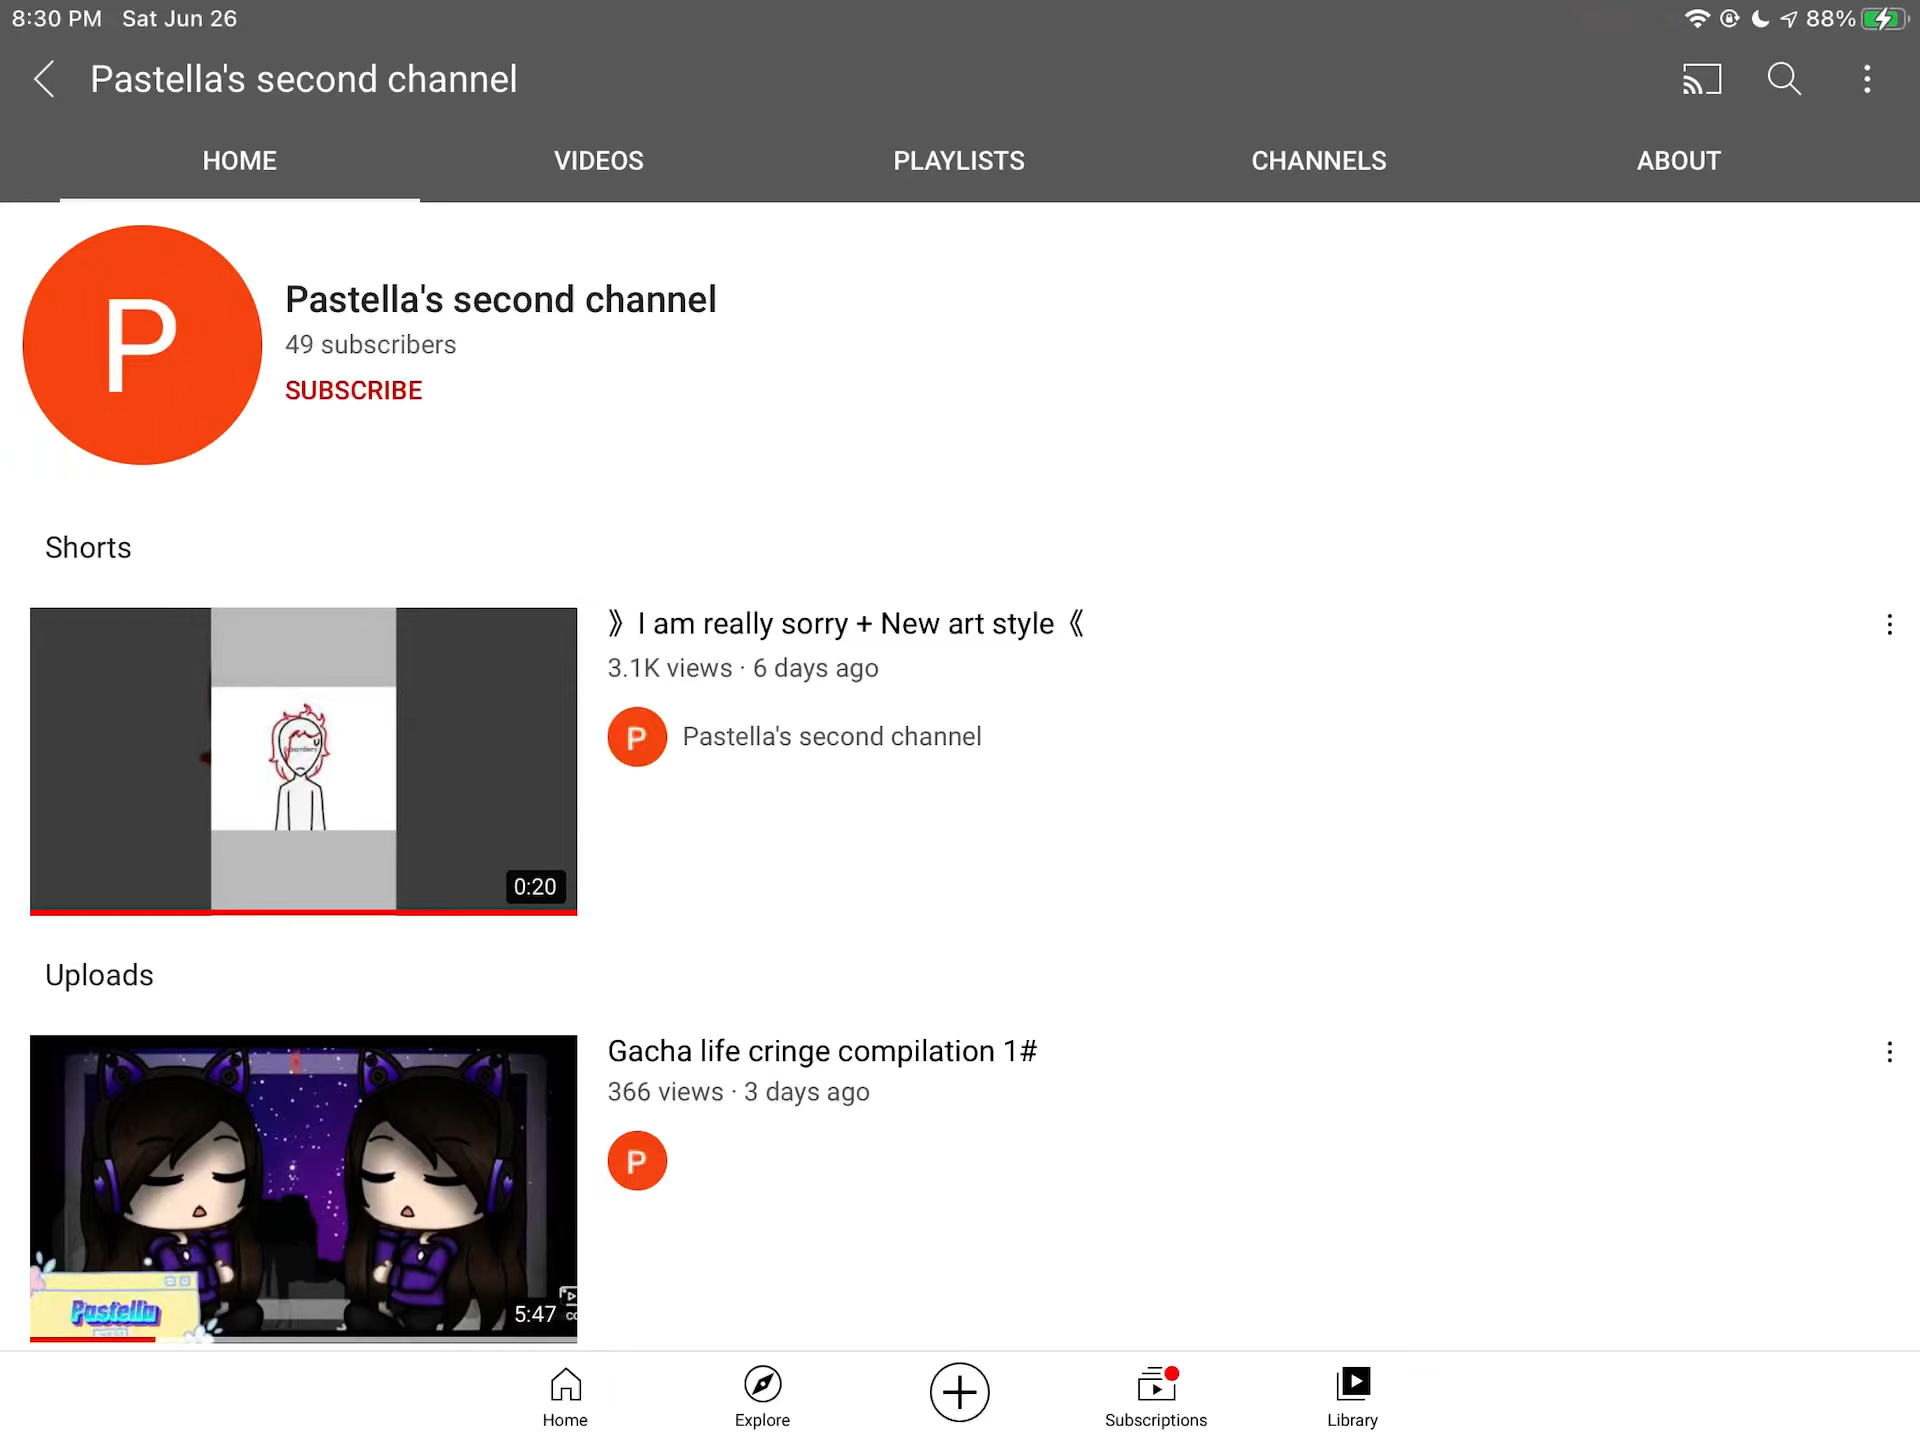 8:30 PM Sat Jun 26
88%
Pastella's second channel
HOME VIDEOS PLAYLISTS CHANNELS ABOUT
P
Pastella's second channel
49 subscribers
SUBSCRIBE
Shorts
》I am really sorry + New art style《
3.1K views · 6 days ago
P Pastella's second channel
0:20
Uploads
Gacha life cringe compilation 1#
366 views · 3 days ago
P
Pastella
5:47
Home Explore Subscriptions Library